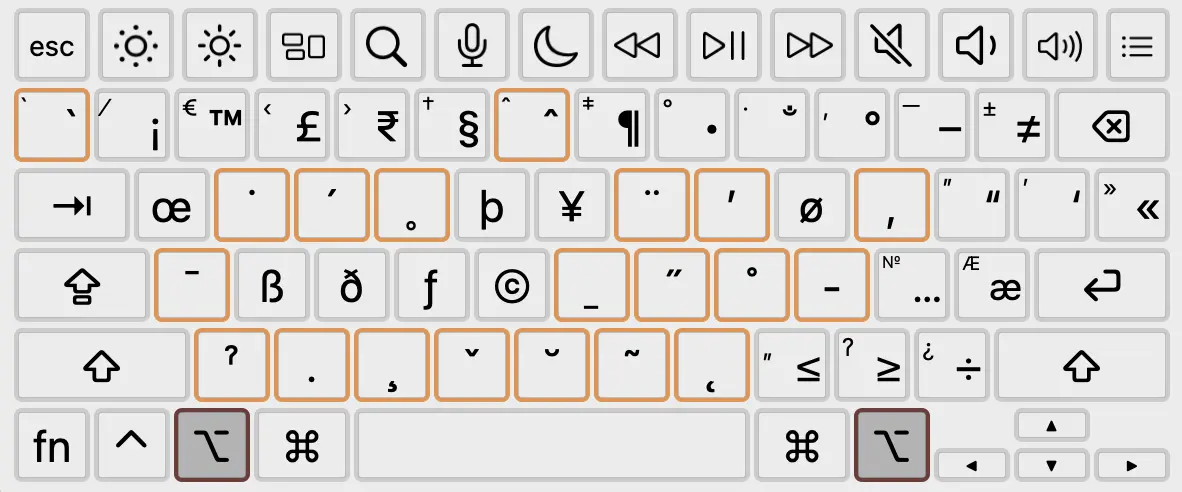 esc
` ` ⁄ ¡ € ™ ‹ £ › ₹ † § ˆ ˆ ‡ ¶ ° • · ˘̇ ‚ ° — – ± ≠
œ ˙ ´ ˳ þ ¥ ¨ ʼ ø , " “ ' ‘ » «
ˉ ß ð ƒ © _ ˝ ˚ - № … Æ æ
ˀ . ¸ ˇ ˘ ˜ ˛ " ≤ ? ≥ ¿ ÷
fn ^ ⌥ ⌘ ⌘ ⌥